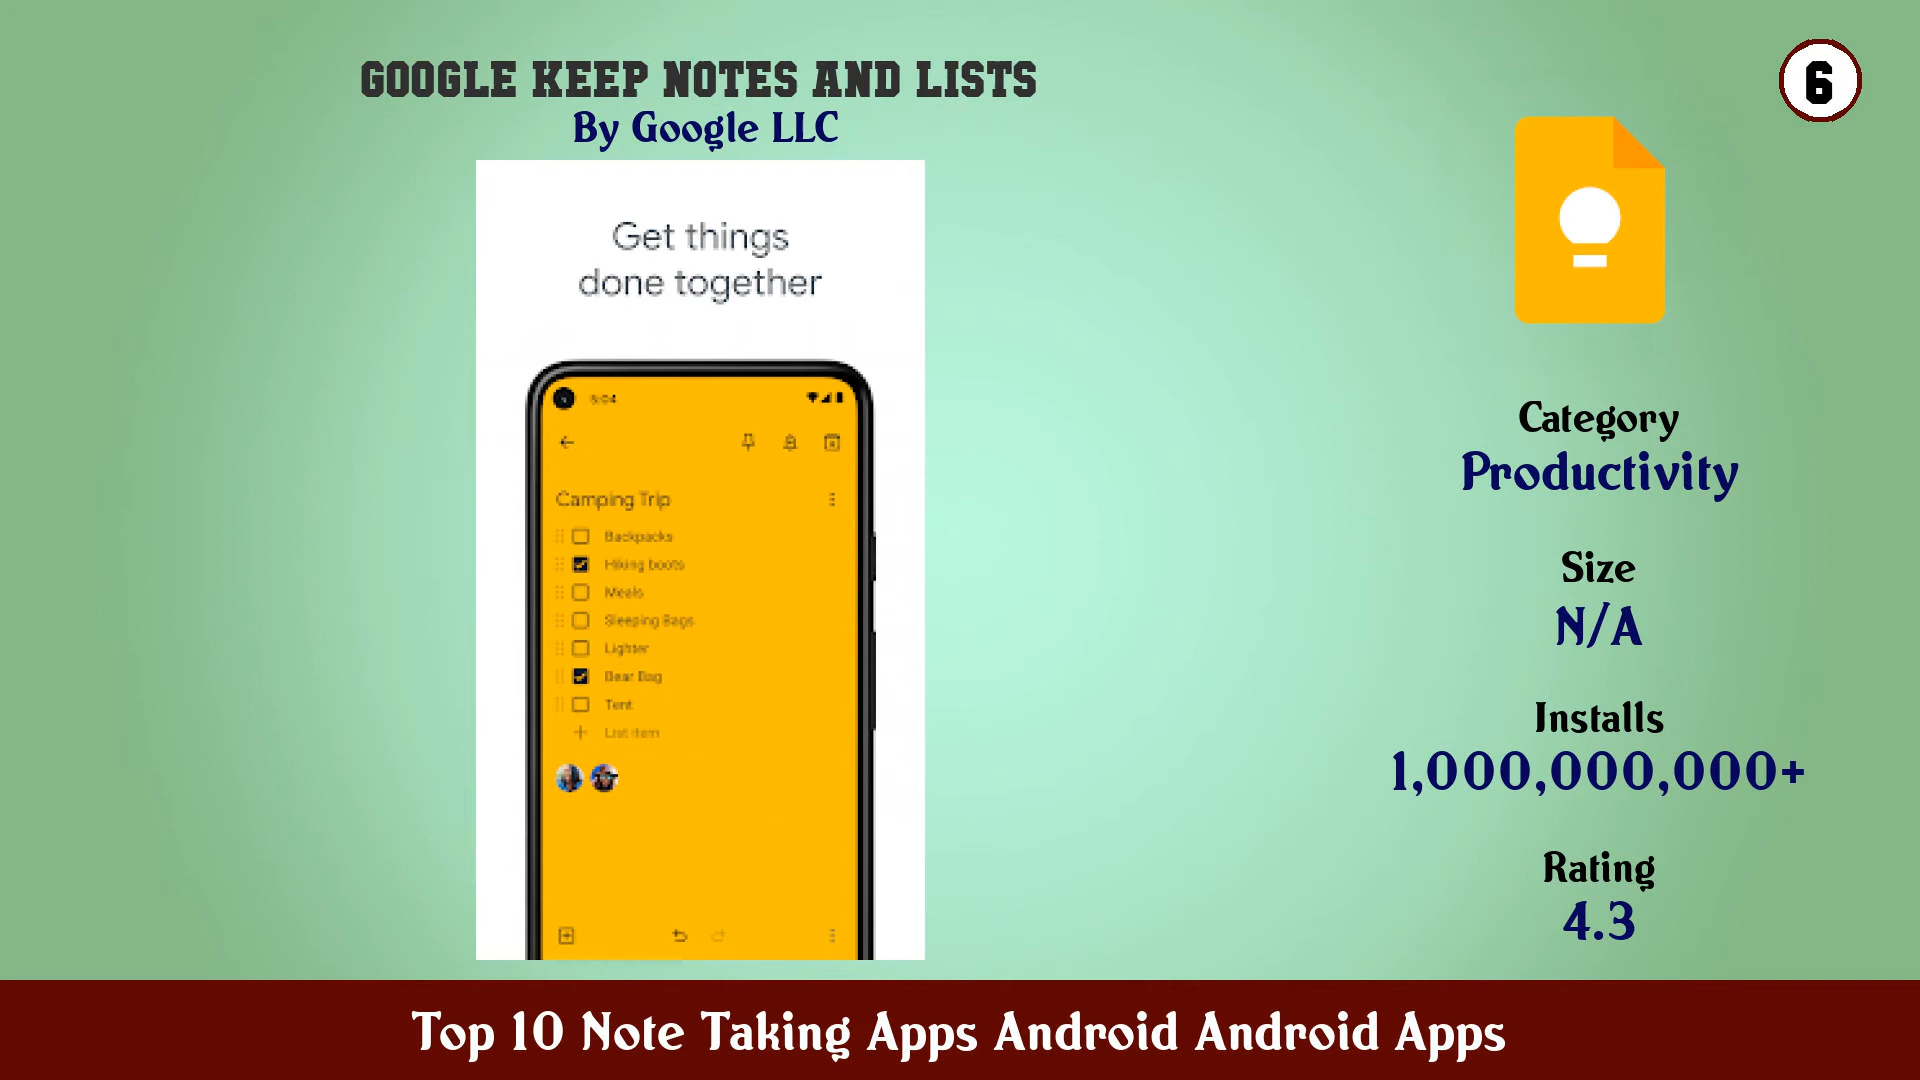 GOOGLE KEEP NOTES AND LISTS
By Google LLC
6
Get things
done together
5:04
Camping Trip
Backpacks
Hiking boots
Meals
Sleeping Bags
Lighter
Bear Bag
Tent
List item
Category
Productivity
Size
N/A
Installs
1,000,000,000+
Rating
4.3
Top 10 Note Taking Apps Android Android Apps